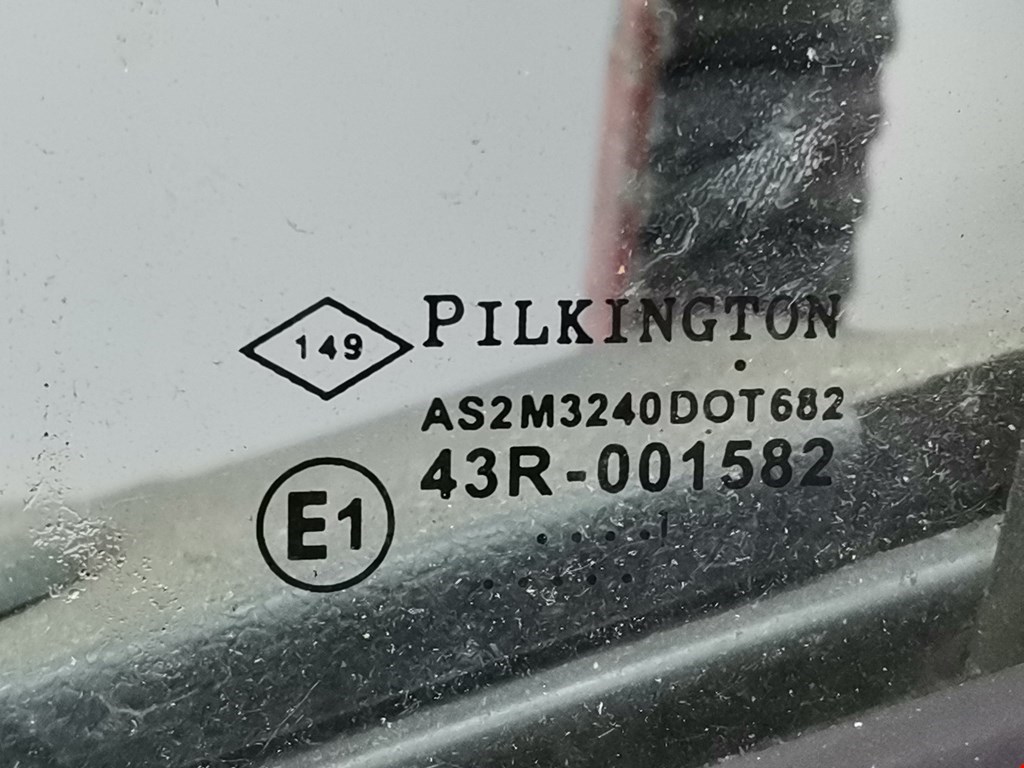 149
PILKINGTON
AS2M3240DOT682
43R-001582
E1